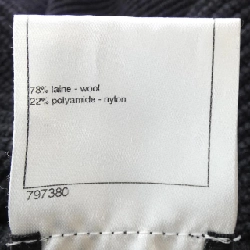 78% laine - wool
22% polyamide - nylon
797380